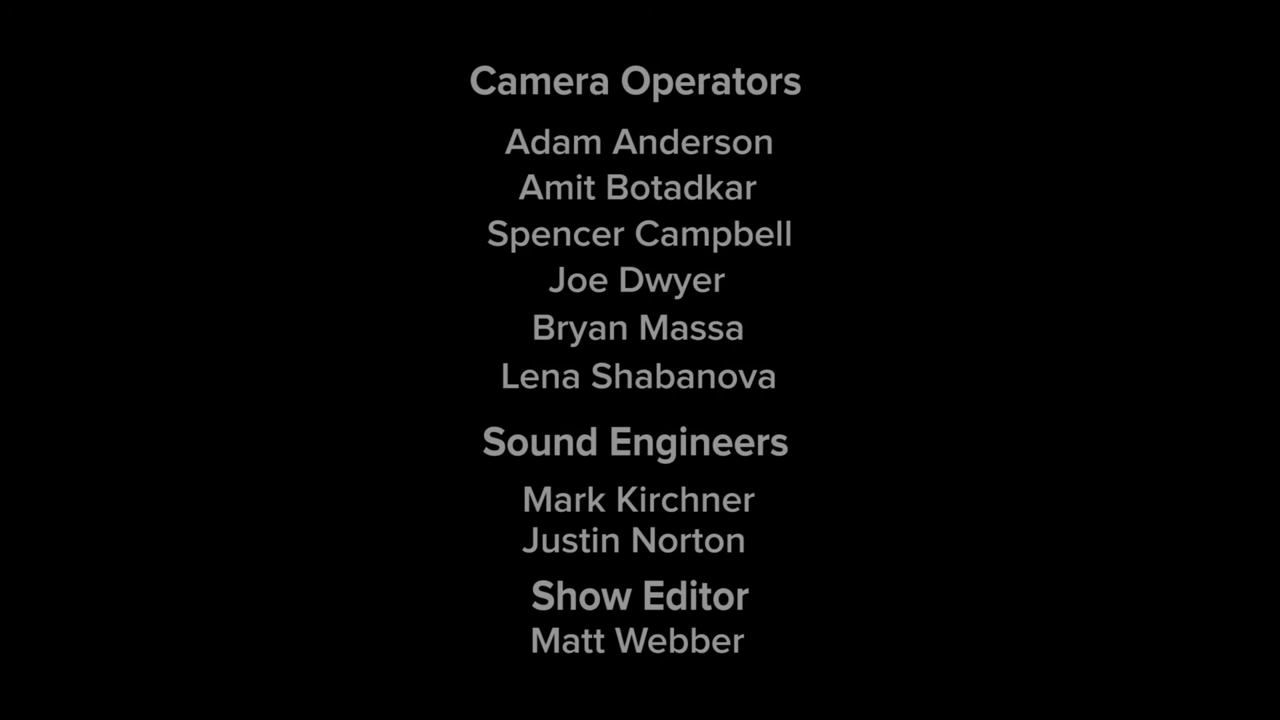 Camera Operators
Adam Anderson
Amit Botadkar
Spencer Campbell
Joe Dwyer
Bryan Massa
Lena Shabanova
Sound Engineers
Mark Kirchner
Justin Norton
Show Editor
Matt Webber